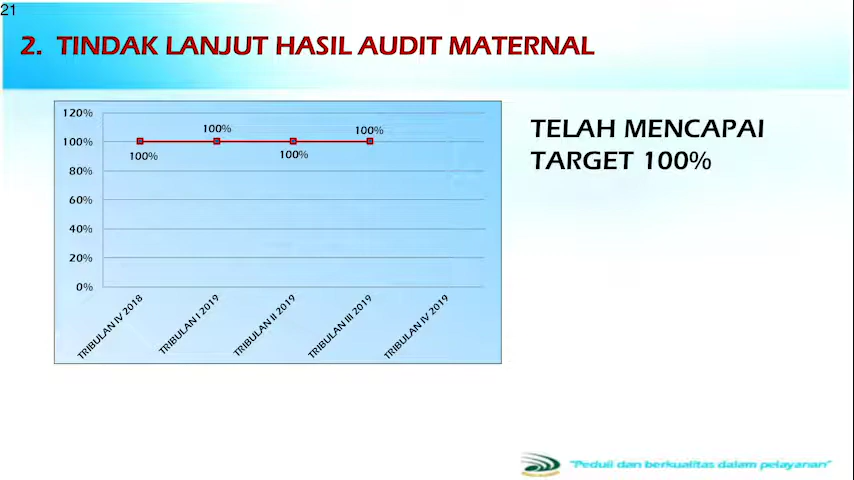 21
2. TINDAK LANJUT HASIL AUDIT MATERNAL
120%
100%
80%
60%
40%
20%
0%
100%
100%
100%
100%
TRIBULAN IV 2018
TRIBULAN I 2019
TRIBULAN II 2019
TRIBULAN III 2019
TRIBULAN IV 2019
TELAH MENCAPAI
TARGET 100%
"Peduli dan berkualitas dalam pelayanan"